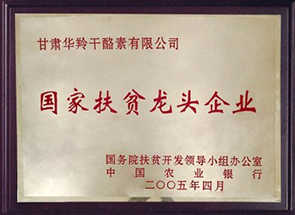 甘肃华羚干酪素有限公司
国家扶贫龙头企业
国务院扶贫开发领导小组办公室
中国农业银行
二〇〇五年四月